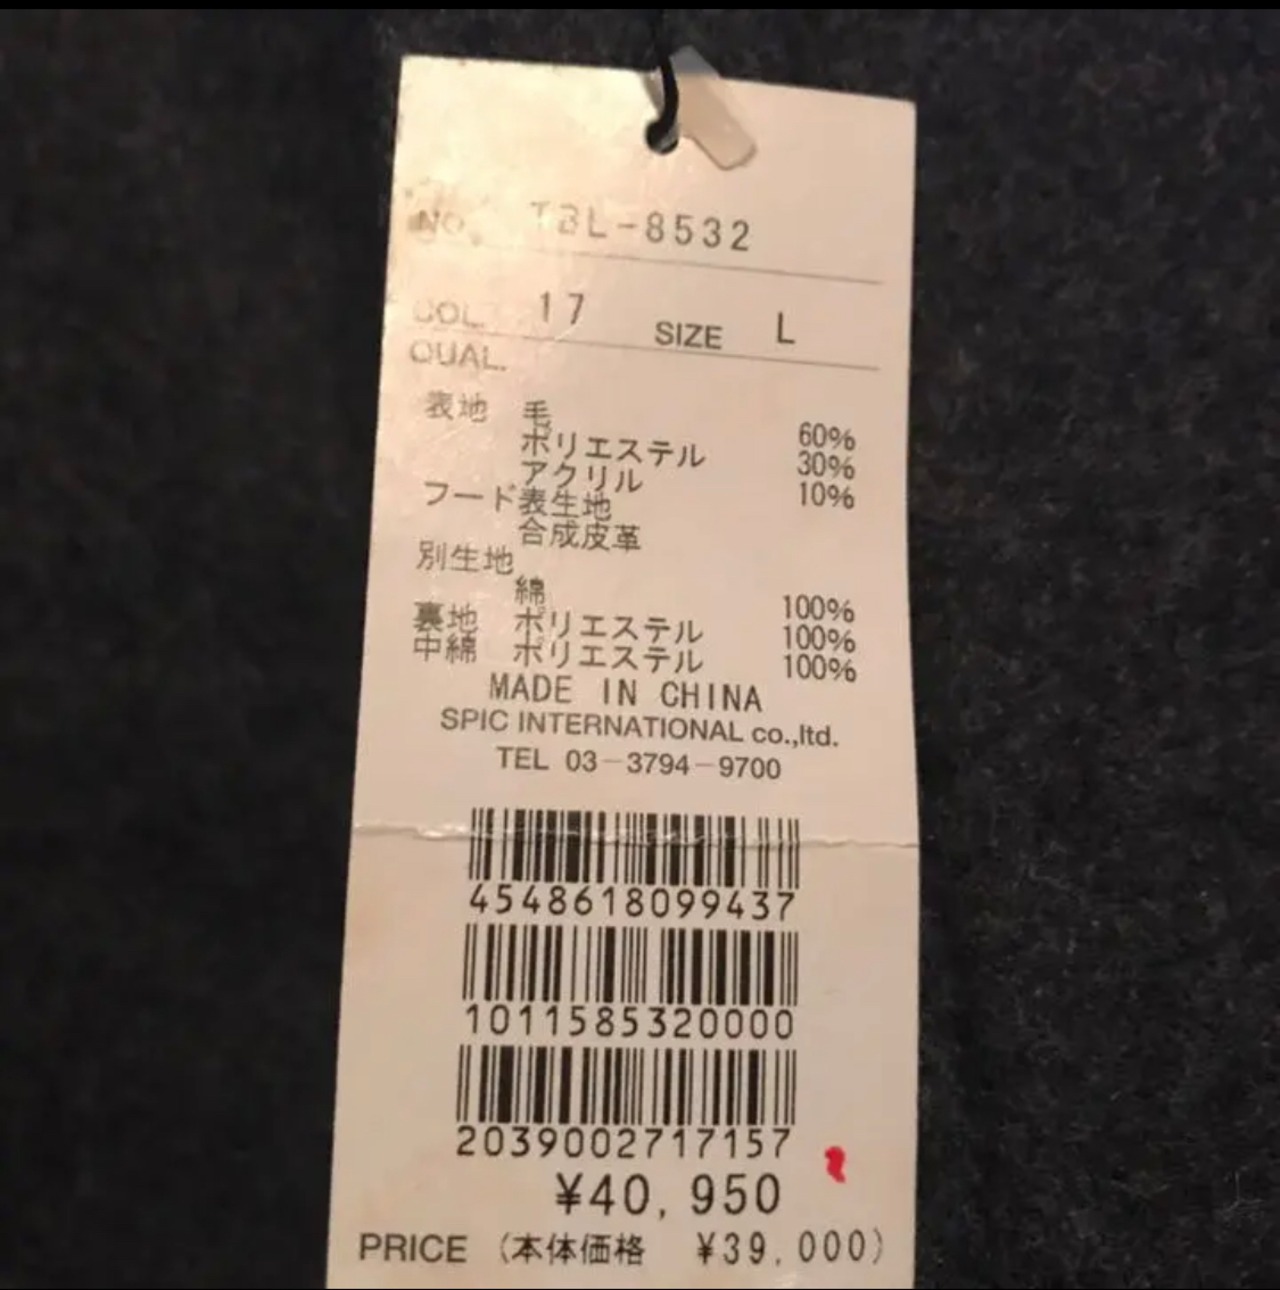 NO. TBL-8532
COL. 17 SIZE L
QUAL.
表地 毛 60%
ポリエステル 30%
アクリル 10%
フード表生地
合成皮革
別生地
綿 100%
裏地 ポリエステル 100%
中綿 ポリエステル 100%
MADE IN CHINA
SPIC INTERNATIONAL co.,ltd.
TEL 03-3794-9700
4548618099437
1011585320000
2039002717157
¥40,950
PRICE (本体価格 ¥39,000)